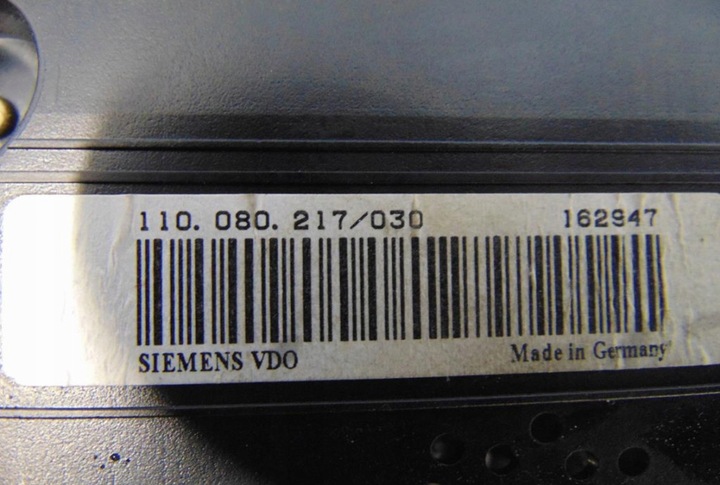 110. 080. 217/030 162947
SIEMENS VDO Made in Germany